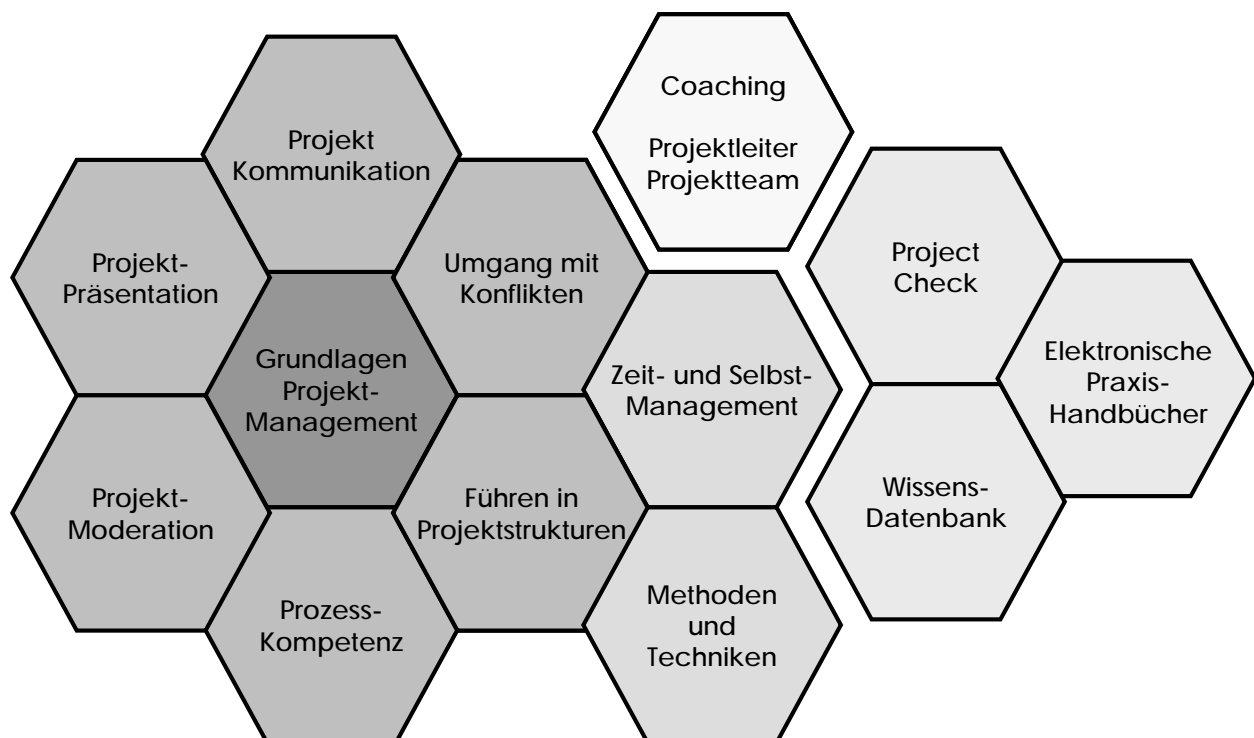 Coaching
Projektleiter
Projektteam
Projekt
Kommunikation
Projekt-
Präsentation
Umgang mit
Konflikten
Project
Check
Grundlagen
Projekt-
Management
Zeit- und Selbst-
Management
Elektronische
Praxis-
Handbücher
Projekt-
Moderation
Führen in
Projektstrukturen
Wissens-
Datenbank
Prozess-
Kompetenz
Methoden
und
Techniken